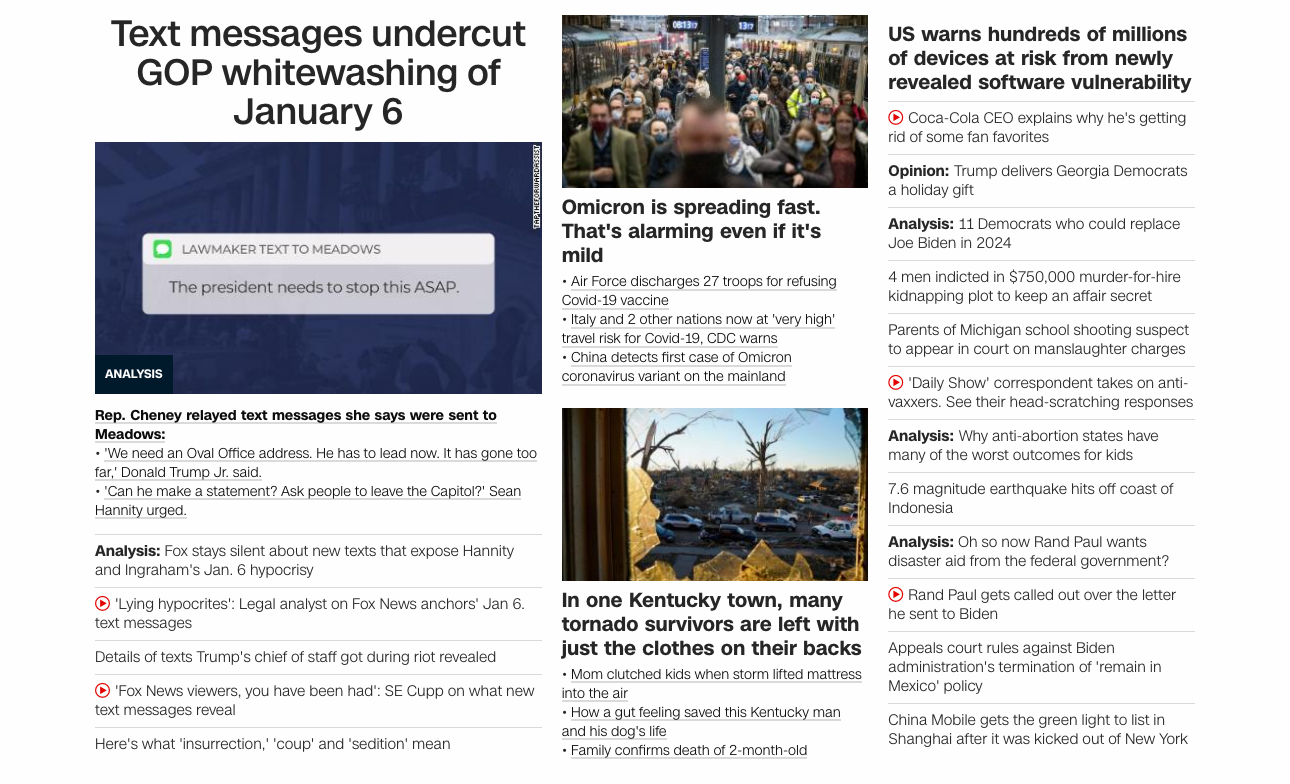 Text messages undercut
GOP whitewashing of
January 6
TAPTHEFORWARDASSIST
LAWMAKER TEXT TO MEADOWS
The president needs to stop this ASAP.
ANALYSIS
Rep. Cheney relayed text messages she says were sent to
Meadows:
• 'We need an Oval Office address. He has to lead now. It has gone too
far,' Donald Trump Jr. said.
• 'Can he make a statement? Ask people to leave the Capitol?' Sean
Hannity urged.
Analysis: Fox stays silent about new texts that expose Hannity
and Ingraham's Jan. 6 hypocrisy
'Lying hypocrites': Legal analyst on Fox News anchors' Jan 6.
text messages
Details of texts Trump's chief of staff got during riot revealed
'Fox News viewers, you have been had': SE Cupp on what new
text messages reveal
Here's what 'insurrection,' 'coup' and 'sedition' mean
Omicron is spreading fast.
That's alarming even if it's
mild
• Air Force discharges 27 troops for refusing
Covid-19 vaccine
• Italy and 2 other nations now at 'very high'
travel risk for Covid-19, CDC warns
• China detects first case of Omicron
coronavirus variant on the mainland
In one Kentucky town, many
tornado survivors are left with
just the clothes on their backs
• Mom clutched kids when storm lifted mattress
into the air
• How a gut feeling saved this Kentucky man
and his dog's life
• Family confirms death of 2-month-old
US warns hundreds of millions
of devices at risk from newly
revealed software vulnerability
Coca-Cola CEO explains why he's getting
rid of some fan favorites
Opinion: Trump delivers Georgia Democrats
a holiday gift
Analysis: 11 Democrats who could replace
Joe Biden in 2024
4 men indicted in $750,000 murder-for-hire
kidnapping plot to keep an affair secret
Parents of Michigan school shooting suspect
to appear in court on manslaughter charges
'Daily Show' correspondent takes on anti-
vaxxers. See their head-scratching responses
Analysis: Why anti-abortion states have
many of the worst outcomes for kids
7.6 magnitude earthquake hits off coast of
Indonesia
Analysis: Oh so now Rand Paul wants
disaster aid from the federal government?
Rand Paul gets called out over the letter
he sent to Biden
Appeals court rules against Biden
administration's termination of 'remain in
Mexico' policy
China Mobile gets the green light to list in
Shanghai after it was kicked out of New York